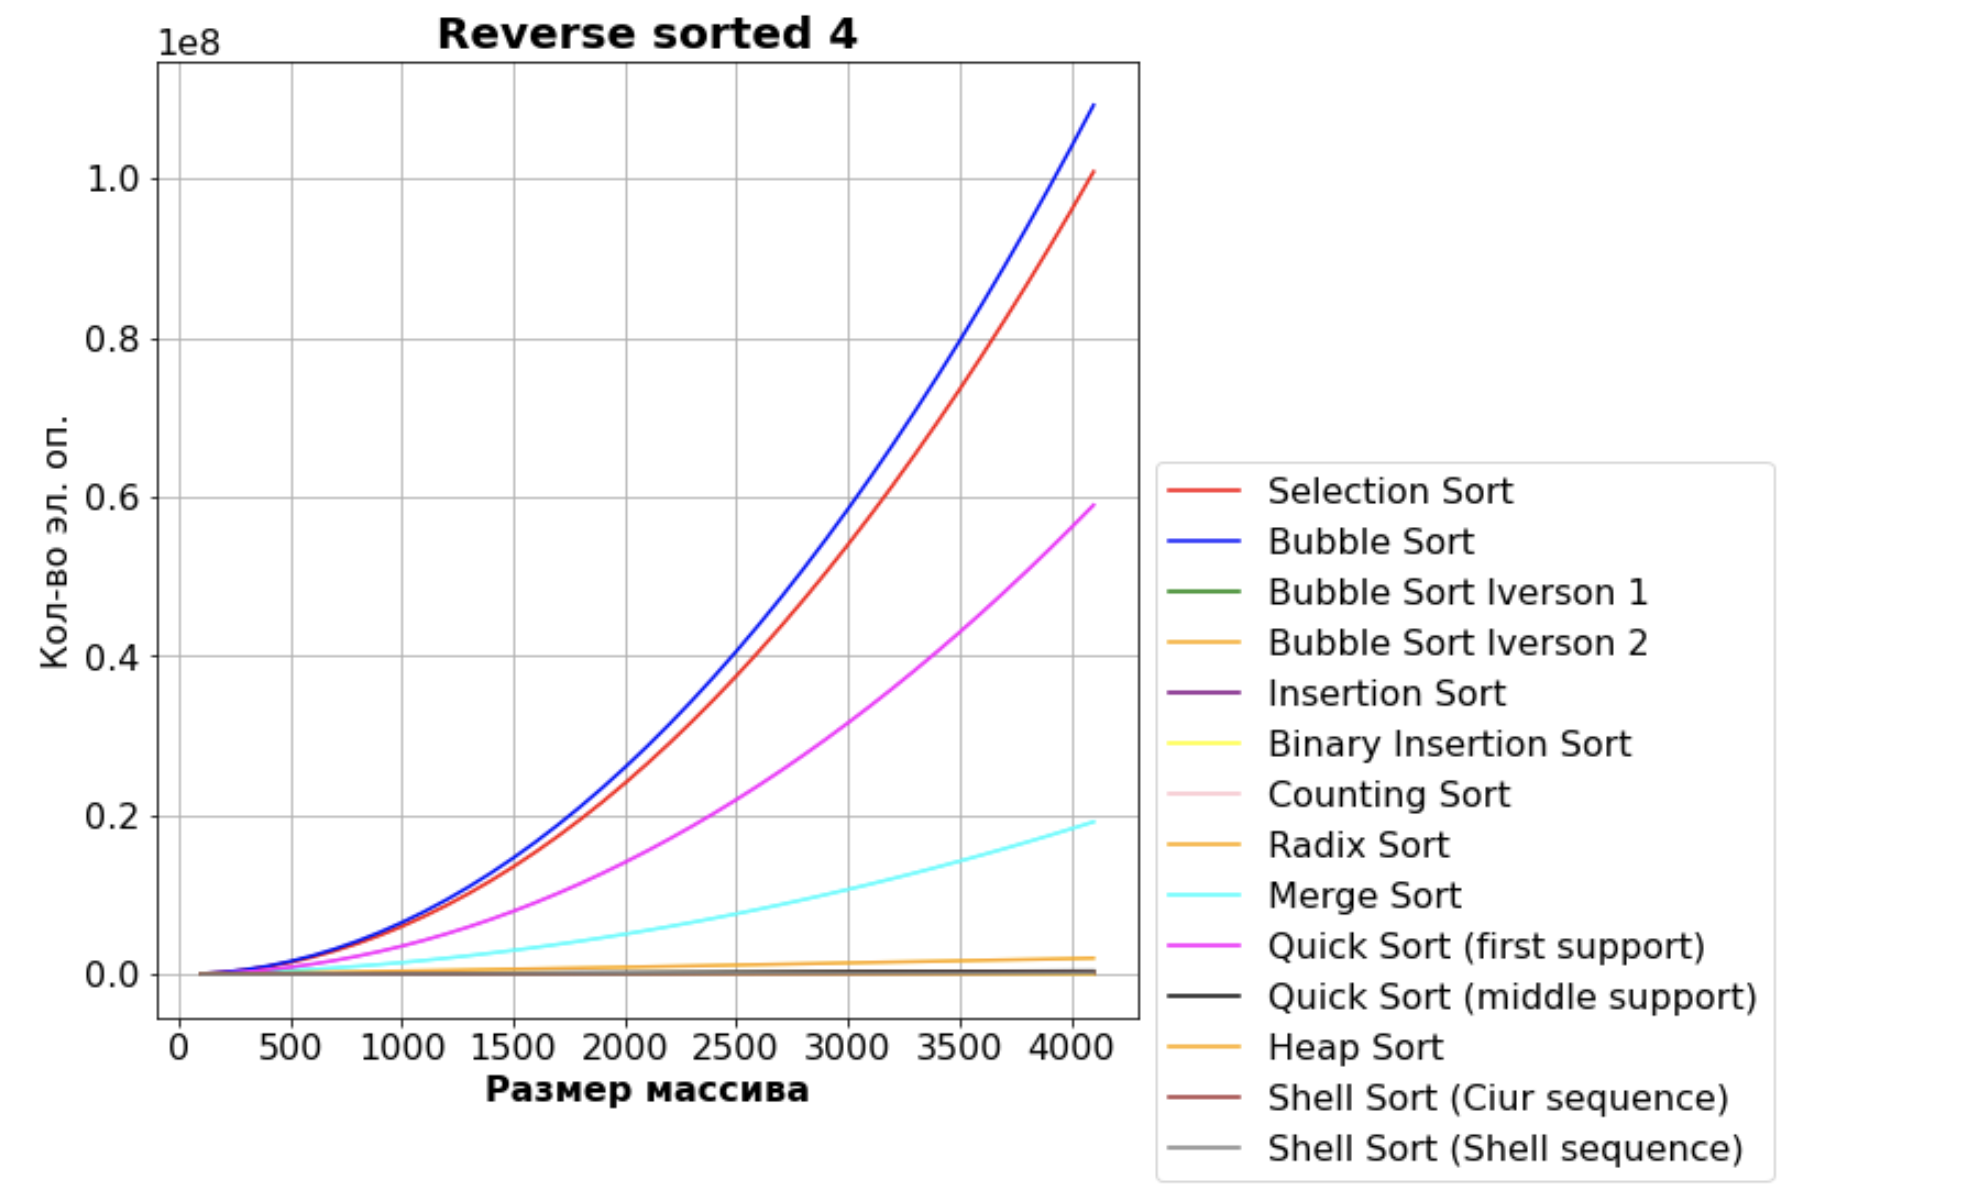 Reverse sorted 4
1e8
1.0
0.8
0.6
0.4
0.2
0.0
Кол-во эл. оп.
0 500 1000 1500 2000 2500 3000 3500 4000
Размер массива
Selection Sort
Bubble Sort
Bubble Sort Iverson 1
Bubble Sort Iverson 2
Insertion Sort
Binary Insertion Sort
Counting Sort
Radix Sort
Merge Sort
Quick Sort (first support)
Quick Sort (middle support)
Heap Sort
Shell Sort (Ciur sequence)
Shell Sort (Shell sequence)